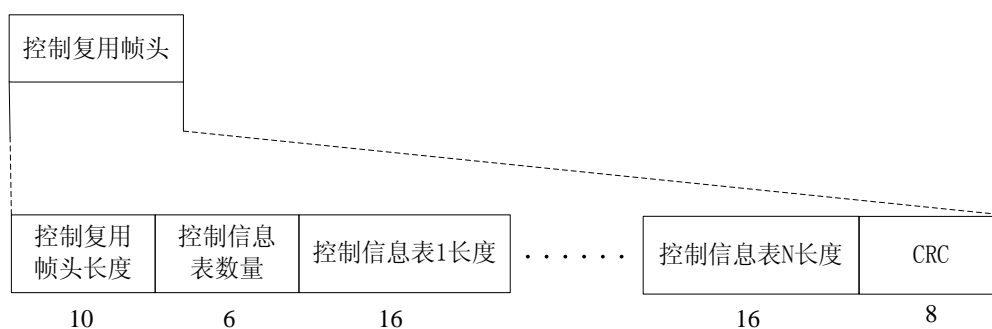 控制复用帧头
控制复用
帧头长度
控制信息
表数量
控制信息表1长度
······
控制信息表N长度
CRC
10
6
16
16
8